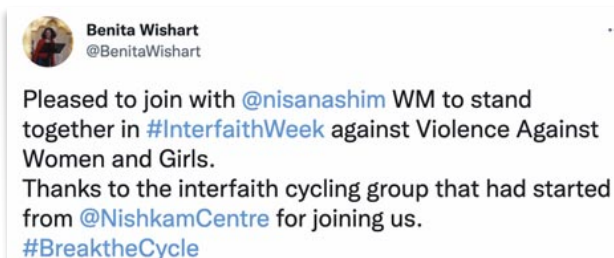 Benita Wishart
@BenitaWishart
Pleased to join with @nisanashim WM to stand
together in #InterfaithWeek against Violence Against
Women and Girls.
Thanks to the interfaith cycling group that had started
from @NishkamCentre for joining us.
#BreaktheCycle